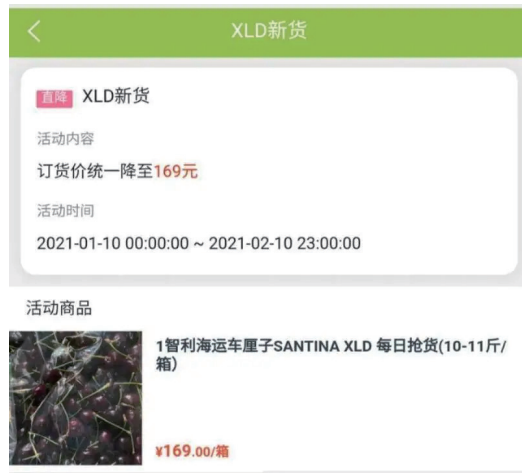 XLD新货
直降 XLD新货
活动内容
订货价统一降至169元
活动时间
2021-01-10 00:00:00 ~ 2021-02-10 23:00:00
活动商品
1智利海运车厘子SANTINA XLD 每日抢货(10-11斤/
箱）
¥169.00/箱